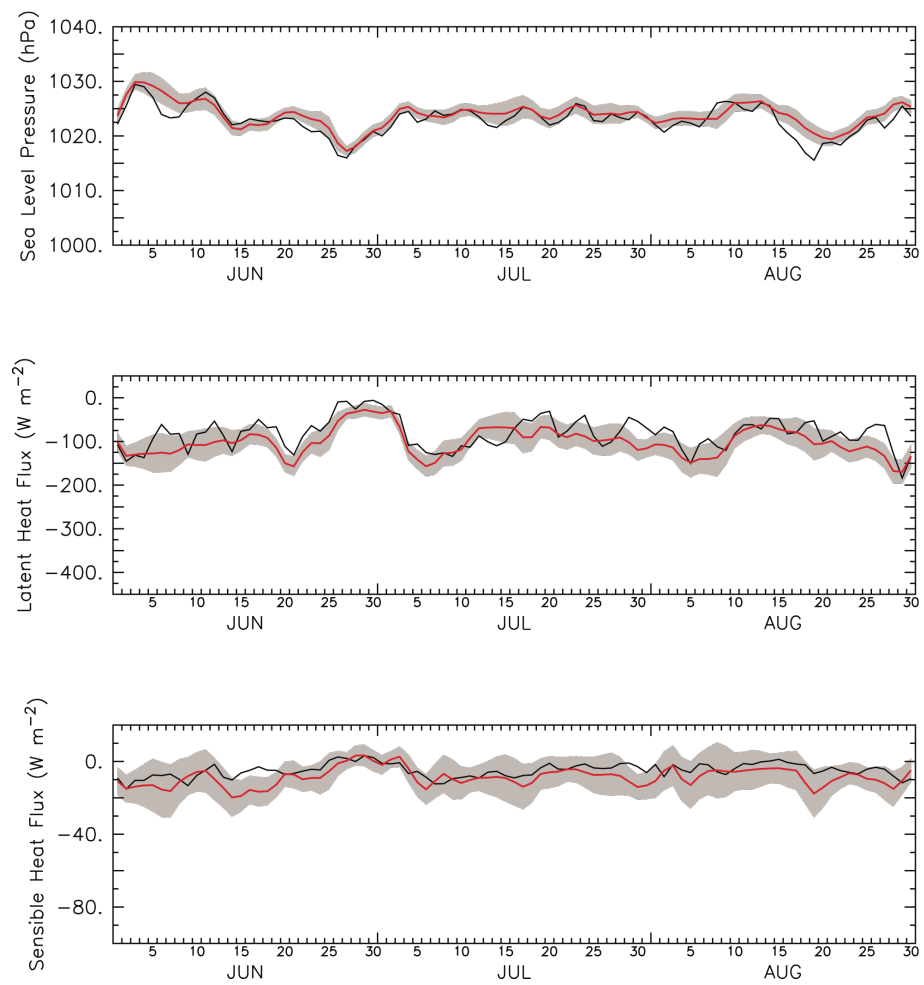 Sea Level Pressure (hPa)
1040.
1030.
1020.
1010.
1000.
5 10 15 20 25 30 5 10 15 20 25 30 5 10 15 20 25 30
JUN JUL AUG
Latent Heat Flux (W m⁻²)
0.
−100.
−200.
−300.
−400.
5 10 15 20 25 30 5 10 15 20 25 30 5 10 15 20 25 30
JUN JUL AUG
Sensible Heat Flux (W m⁻²)
0.
−40.
−80.
5 10 15 20 25 30 5 10 15 20 25 30 5 10 15 20 25 30
JUN JUL AUG